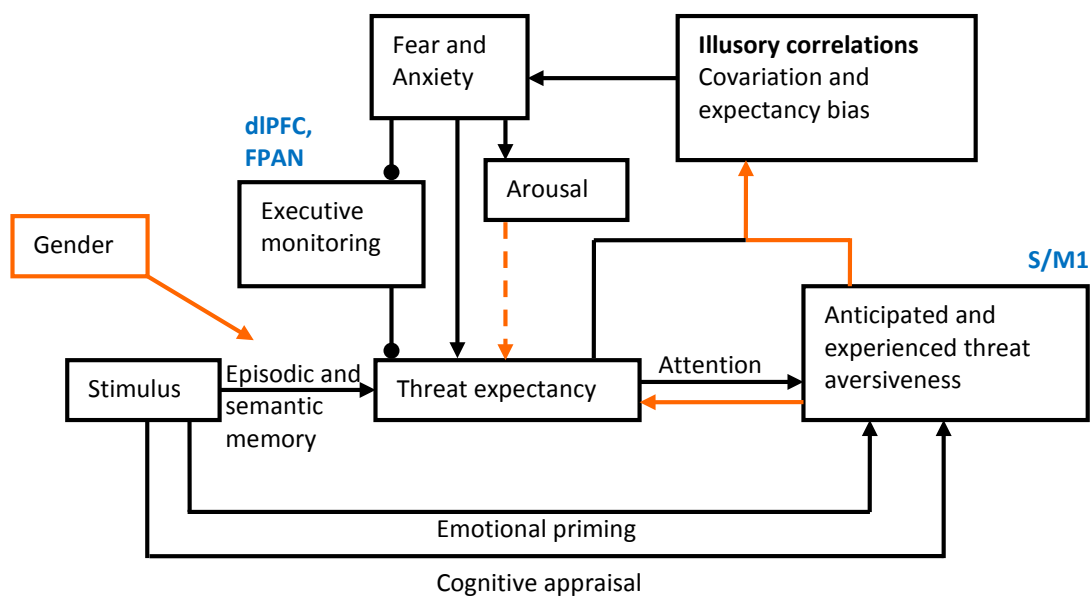 Fear and
Anxiety
Illusory correlations
Covariation and
expectancy bias
dlPFC,
FPAN
Arousal
Executive
monitoring
Gender
S/M1
Anticipated and
experienced threat
aversiveness
Stimulus
Episodic and
semantic
memory
Threat expectancy
Attention
Emotional priming
Cognitive appraisal